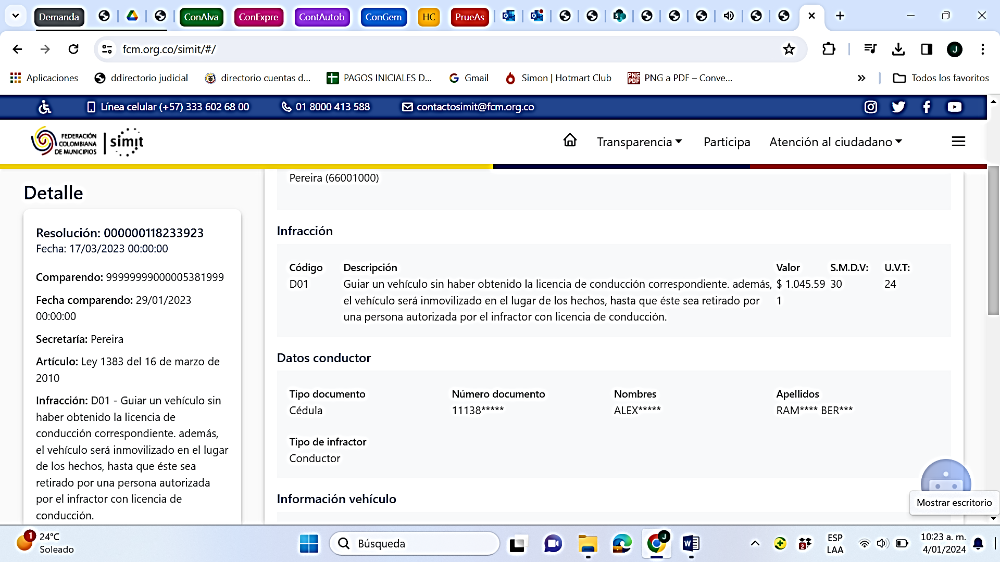 Demanda
ConAlva
ConExpre
ContAutob
ConGem
HC
PrueAs
fcm.org.co/simit/#/
J
Aplicaciones
ddirectorio judicial
directorio cuentas d...
PAGOS INICIALES D...
Gmail
Simon | Hotmart Club
PNG a PDF – Conve...
Todos los favoritos
Línea celular (+57) 333 602 68 00
01 8000 413 588
contactosimit@fcm.org.co
FEDERACIÓN
COLOMBIANA
DE MUNICIPIOS
simit
Transparencia
Participa
Atención al ciudadano
Detalle
Resolución: 000000118233923
Fecha: 17/03/2023 00:00:00
Comparendo: 99999999000005381999
Fecha comparendo: 29/01/2023
00:00:00
Secretaría: Pereira
Artículo: Ley 1383 del 16 de marzo de
2010
Infracción: D01 - Guiar un vehículo sin
haber obtenido la licencia de
conducción correspondiente. además,
el vehículo será inmovilizado en el lugar
de los hechos, hasta que éste sea
retirado por una persona autorizada
por el infractor con licencia de
conducción.
Pereira (66001000)
Infracción
Código Descripción Valor S.M.D.V: U.V.T:
D01 Guiar un vehículo sin haber obtenido la licencia de conducción correspondiente. además, $ 1.045.59 30 24
el vehículo será inmovilizado en el lugar de los hechos, hasta que éste sea retirado por 1
una persona autorizada por el infractor con licencia de conducción.
Datos conductor
Tipo documento Número documento Nombres Apellidos
Cédula 11138***** ALEX***** RAM**** BER***
Tipo de infractor
Conductor
Información vehículo
Mostrar escritorio
1
24°C
Soleado
Búsqueda
J
2
ESP
LAA
10:23 a. m.
4/01/2024